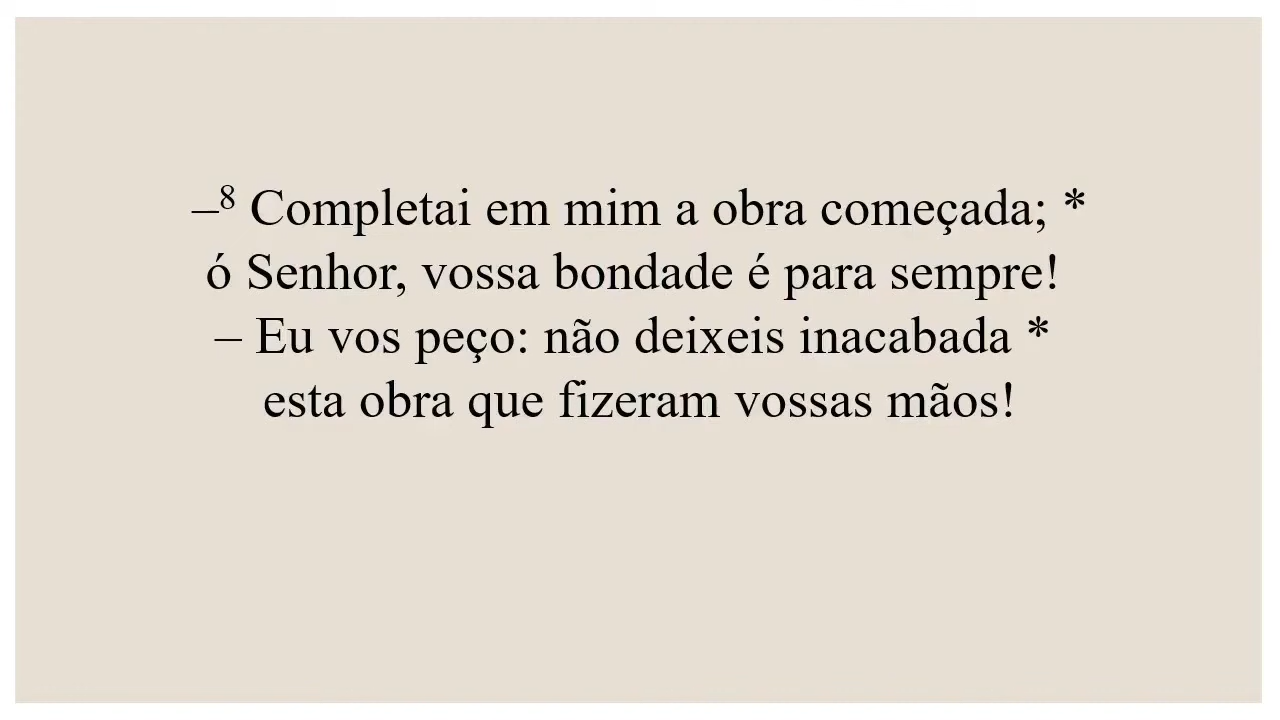 –⁸ Completai em mim a obra começada; *
ó Senhor, vossa bondade é para sempre!
– Eu vos peço: não deixeis inacabada *
esta obra que fizeram vossas mãos!